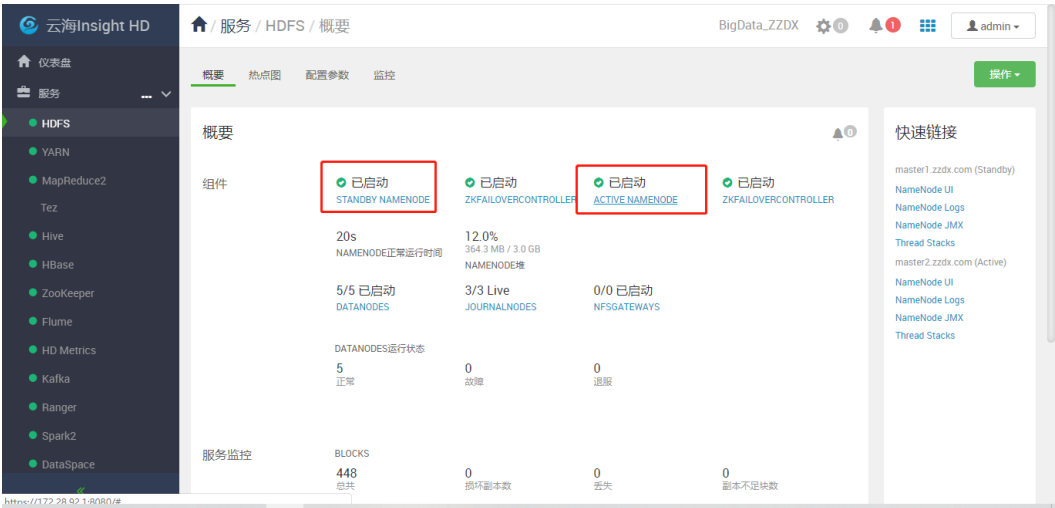 云海Insight HD
/ 服务 / HDFS / 概要
BigData_ZZDX
0
1
admin
仪表盘
服务
...
HDFS
YARN
MapReduce2
Tez
Hive
HBase
ZooKeeper
Flume
HD Metrics
Kafka
Ranger
Spark2
DataSpace
https://172.28.92.1:8080/#
概要 热点图 配置参数 监控
操作
概要
0
组件
已启动
STANDBY NAMENODE
已启动
ZKFAILOVERCONTROLLER
已启动
ACTIVE NAMENODE
已启动
ZKFAILOVERCONTROLLER
20s
NAMENODE正常运行时间
12.0%
364.3 MB / 3.0 GB
NAMENODE堆
5/5 已启动
DATANODES
3/3 Live
JOURNALNODES
0/0 已启动
NFSGATEWAYS
DATANODES运行状态
5
正常
0
故障
0
退服
服务监控
BLOCKS
448
总共
0
损坏副本数
0
丢失
0
副本不足块数
快速链接
master1.zzdx.com (Standby)
NameNode UI
NameNode Logs
NameNode JMX
Thread Stacks
master2.zzdx.com (Active)
NameNode UI
NameNode Logs
NameNode JMX
Thread Stacks